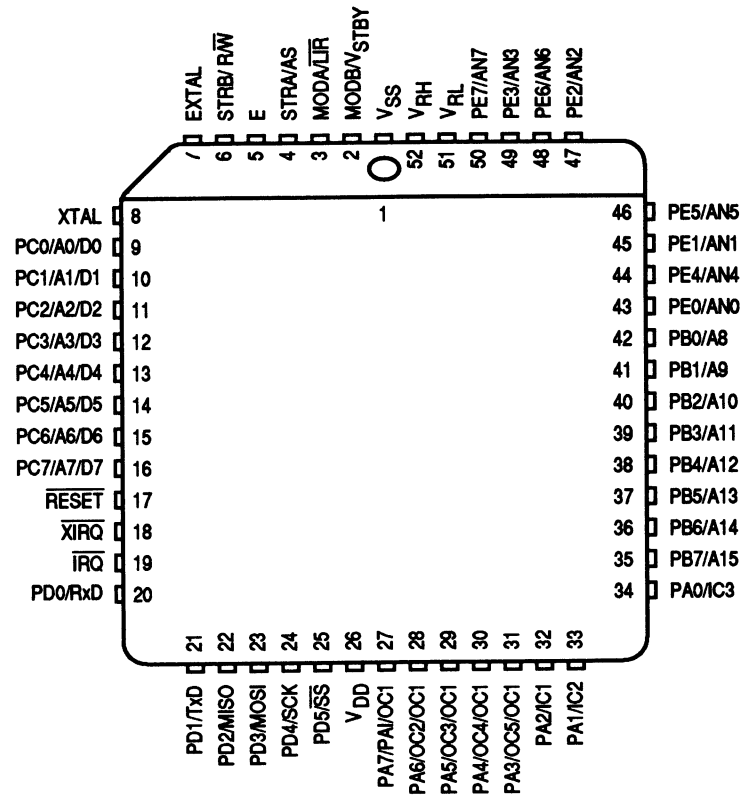 EXTAL
STRB/R/W̅
E
STRA/AS
MODA/L̅I̅R̅
MODB/VSTBY
VSS
VRH
VRL
PE7/AN7
PE3/AN3
PE6/AN6
PE2/AN2
7 6 5 4 3 2 52 51 50 49 48 47
1
XTAL 8
PC0/A0/D0 9
PC1/A1/D1 10
PC2/A2/D2 11
PC3/A3/D3 12
PC4/A4/D4 13
PC5/A5/D5 14
PC6/A6/D6 15
PC7/A7/D7 16
R̅E̅S̅E̅T̅ 17
X̅I̅R̅Q̅ 18
I̅R̅Q̅ 19
PD0/RxD 20
46 PE5/AN5
45 PE1/AN1
44 PE4/AN4
43 PE0/AN0
42 PB0/A8
41 PB1/A9
40 PB2/A10
39 PB3/A11
38 PB4/A12
37 PB5/A13
36 PB6/A14
35 PB7/A15
34 PA0/IC3
21 22 23 24 25 26 27 28 29 30 31 32 33
PD1/TxD
PD2/MISO
PD3/MOSI
PD4/SCK
PD5/S̅S̅
VDD
PA7/PAI/OC1
PA6/OC2/OC1
PA5/OC3/OC1
PA4/OC4/OC1
PA3/OC5/OC1
PA2/IC1
PA1/IC2